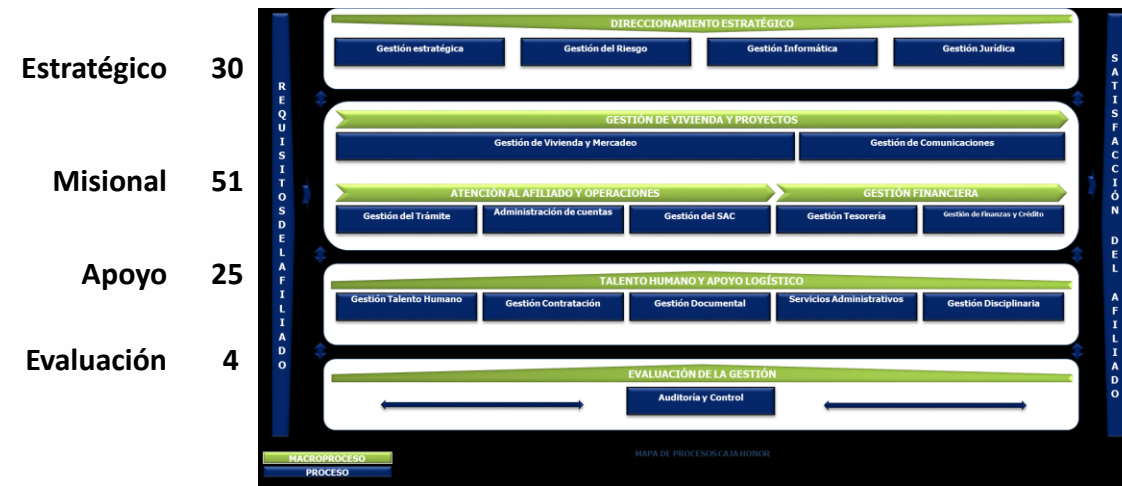 Estratégico 30
Misional 51
Apoyo 25
Evaluación 4
REQUISITOS DEL AFILIADO
DIRECCIONAMIENTO ESTRATÉGICO
Gestión estratégica
Gestión del Riesgo
Gestión Informática
Gestión Jurídica
GESTIÓN DE VIVIENDA Y PROYECTOS
Gestión de Vivienda y Mercadeo
Gestión de Comunicaciones
ATENCIÓN AL AFILIADO Y OPERACIONES
GESTIÓN FINANCIERA
Gestión del Trámite
Administración de cuentas
Gestión del SAC
Gestión Tesorería
Gestión de Finanzas y Crédito
TALENTO HUMANO Y APOYO LOGÍSTICO
Gestión Talento Humano
Gestión Contratación
Gestión Documental
Servicios Administrativos
Gestión Disciplinaria
EVALUACIÓN DE LA GESTIÓN
Auditoría y Control
SATISFACCIÓN DEL AFILIADO
MACROPROCESO
PROCESO
MAPA DE PROCESOS CAJA HONOR